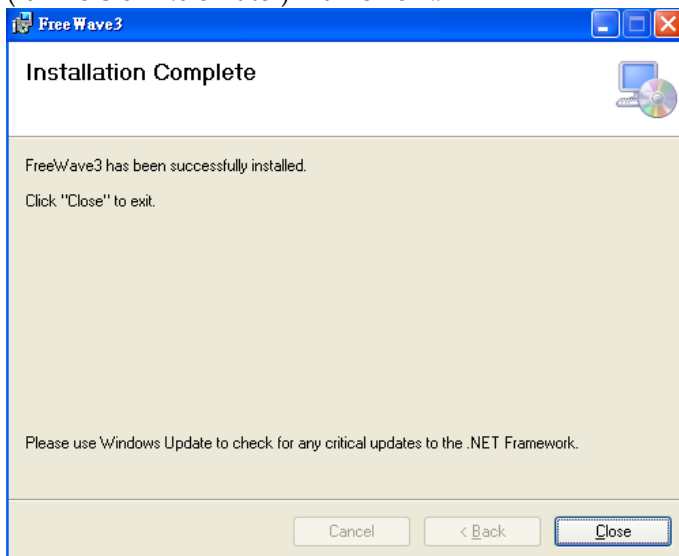 FreeWave3
Installation Complete
FreeWave3 has been successfully installed.
Click "Close" to exit.
Please use Windows Update to check for any critical updates to the .NET Framework.
Cancel
< Back
Close